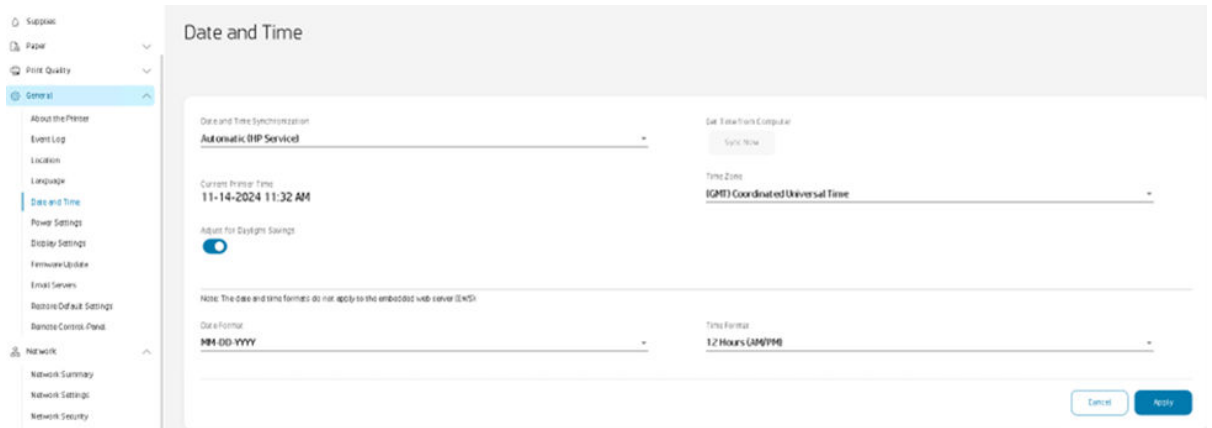 Supplies
Paper
Print Quality
General
About the Printer
Event Log
Location
Language
Date and Time
Power Settings
Display Settings
Firmware Update
Email Servers
Restore Default Settings
Remote Control-Panel
Network
Network Summary
Network Settings
Network Security
Date and Time
Date and Time Synchronization
Automatic (HP Service)
Get Time from Computer
Sync Now
Current Printer Time
11-14-2024 11:32 AM
Time Zone
(GMT) Coordinated Universal Time
Adjust for Daylight Savings
Note: The date and time formats do not apply to the embedded web server (EWS).
Date Format
MM-DD-YYYY
Time Format
12 Hours (AM/PM)
Cancel
Apply